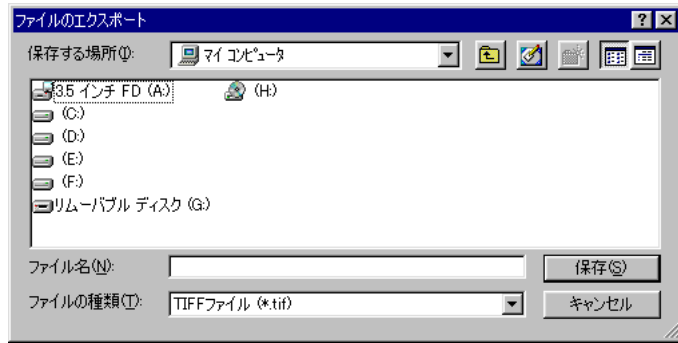 ファイルのエクスポート
保存する場所(I): マイ コンピュータ
3.5 インチ FD (A:) (H:)
(C:)
(D:)
(E:)
(F:)
リムーバブル ディスク (G:)
ファイル名(N): 保存(S)
ファイルの種類(T): TIFFファイル (*.tif) キャンセル